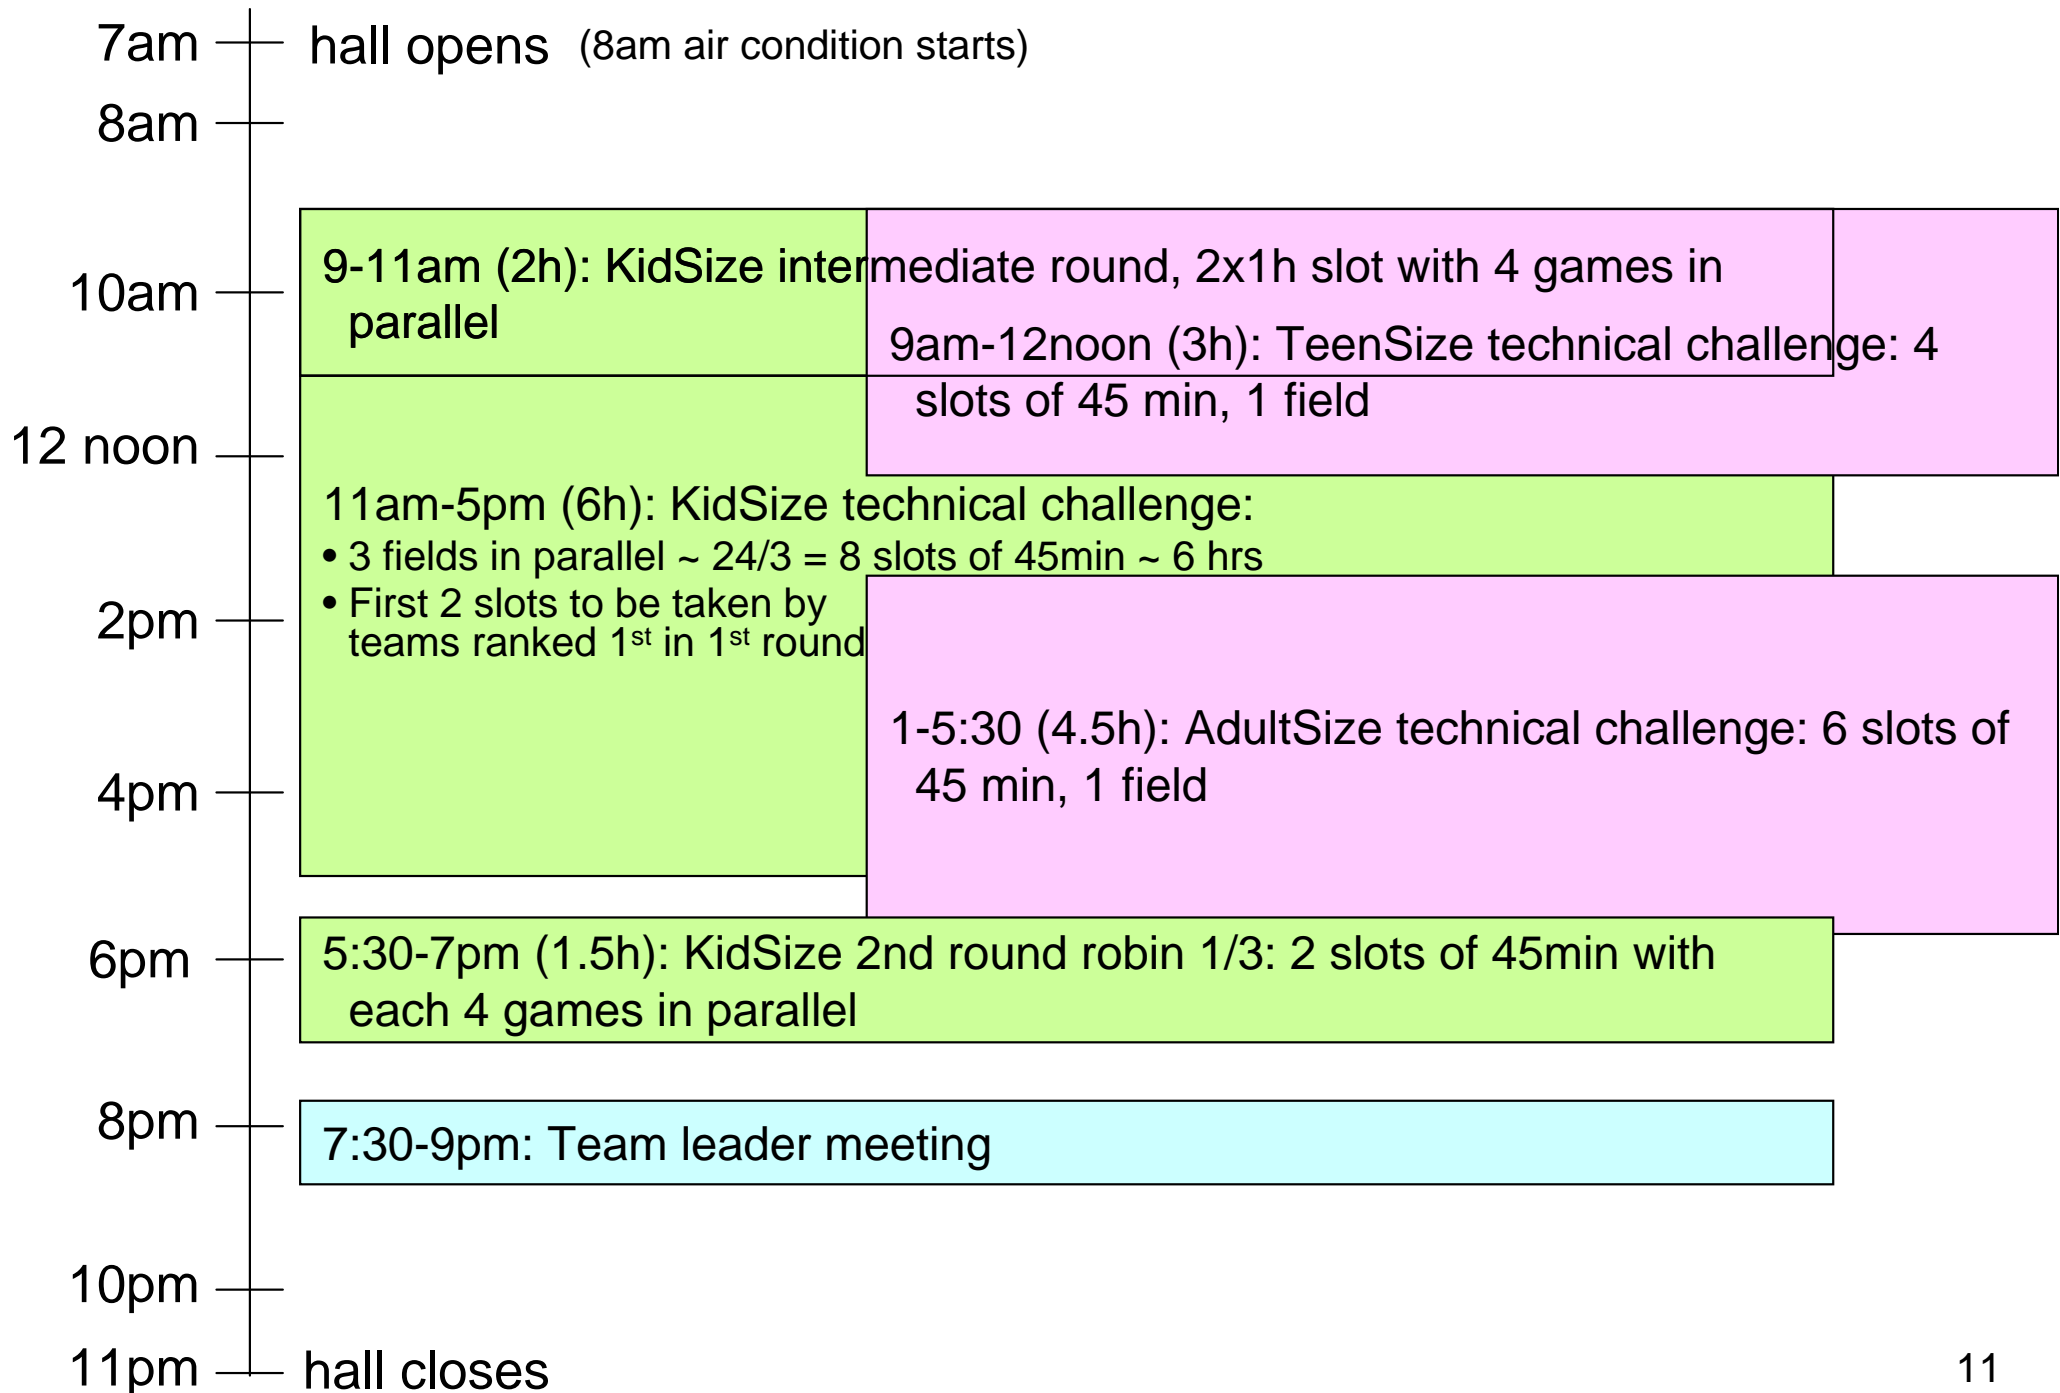 7am
hall opens (8am air condition starts)
8am
9-11am (2h): KidSize intermediate round, 2x1h slot with 4 games in
parallel
10am
9am-12noon (3h): TeenSize technical challenge: 4
slots of 45 min, 1 field
12 noon
11am-5pm (6h): KidSize technical challenge:
• 3 fields in parallel ~ 24/3 = 8 slots of 45min ~ 6 hrs
• First 2 slots to be taken by
teams ranked 1st in 1st round
2pm
1-5:30 (4.5h): AdultSize technical challenge: 6 slots of
45 min, 1 field
4pm
5:30-7pm (1.5h): KidSize 2nd round robin 1/3: 2 slots of 45min with
each 4 games in parallel
6pm
8pm
7:30-9pm: Team leader meeting
10pm
11pm
hall closes
11